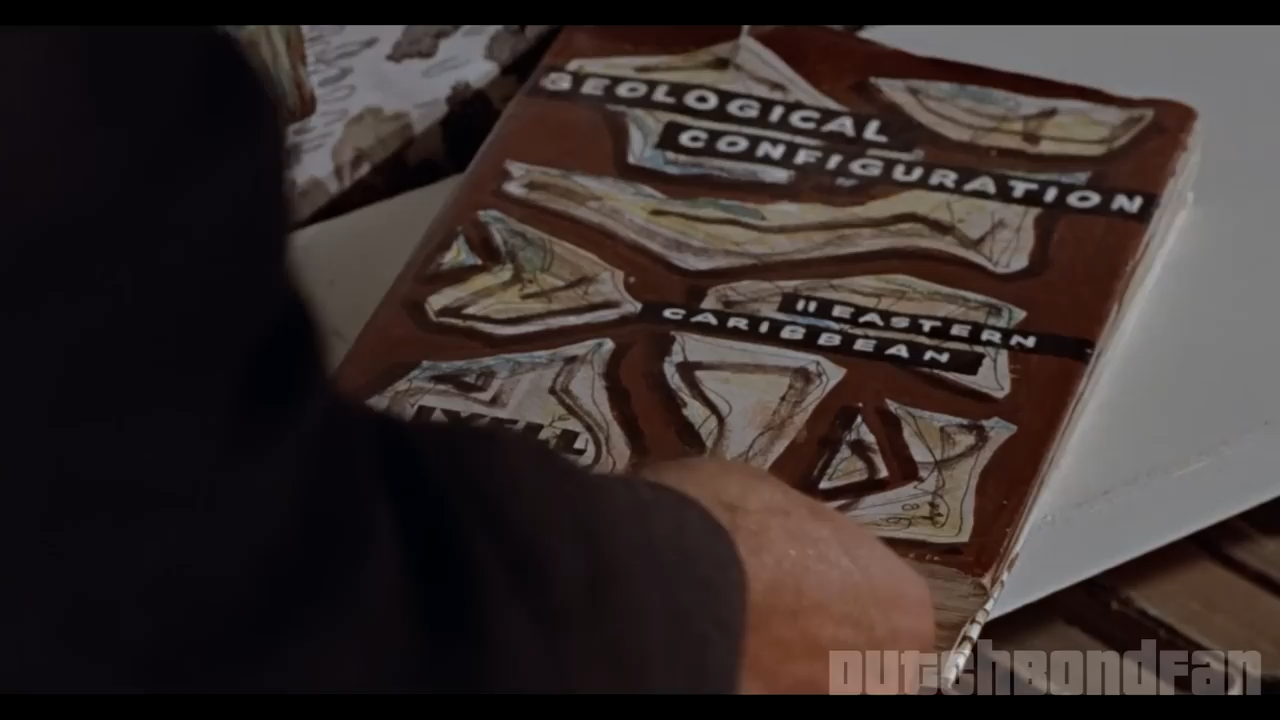 GEOLOGICAL
CONFIGURATION
II EASTERN
CARIBBEAN
DUTCHBONDFAN